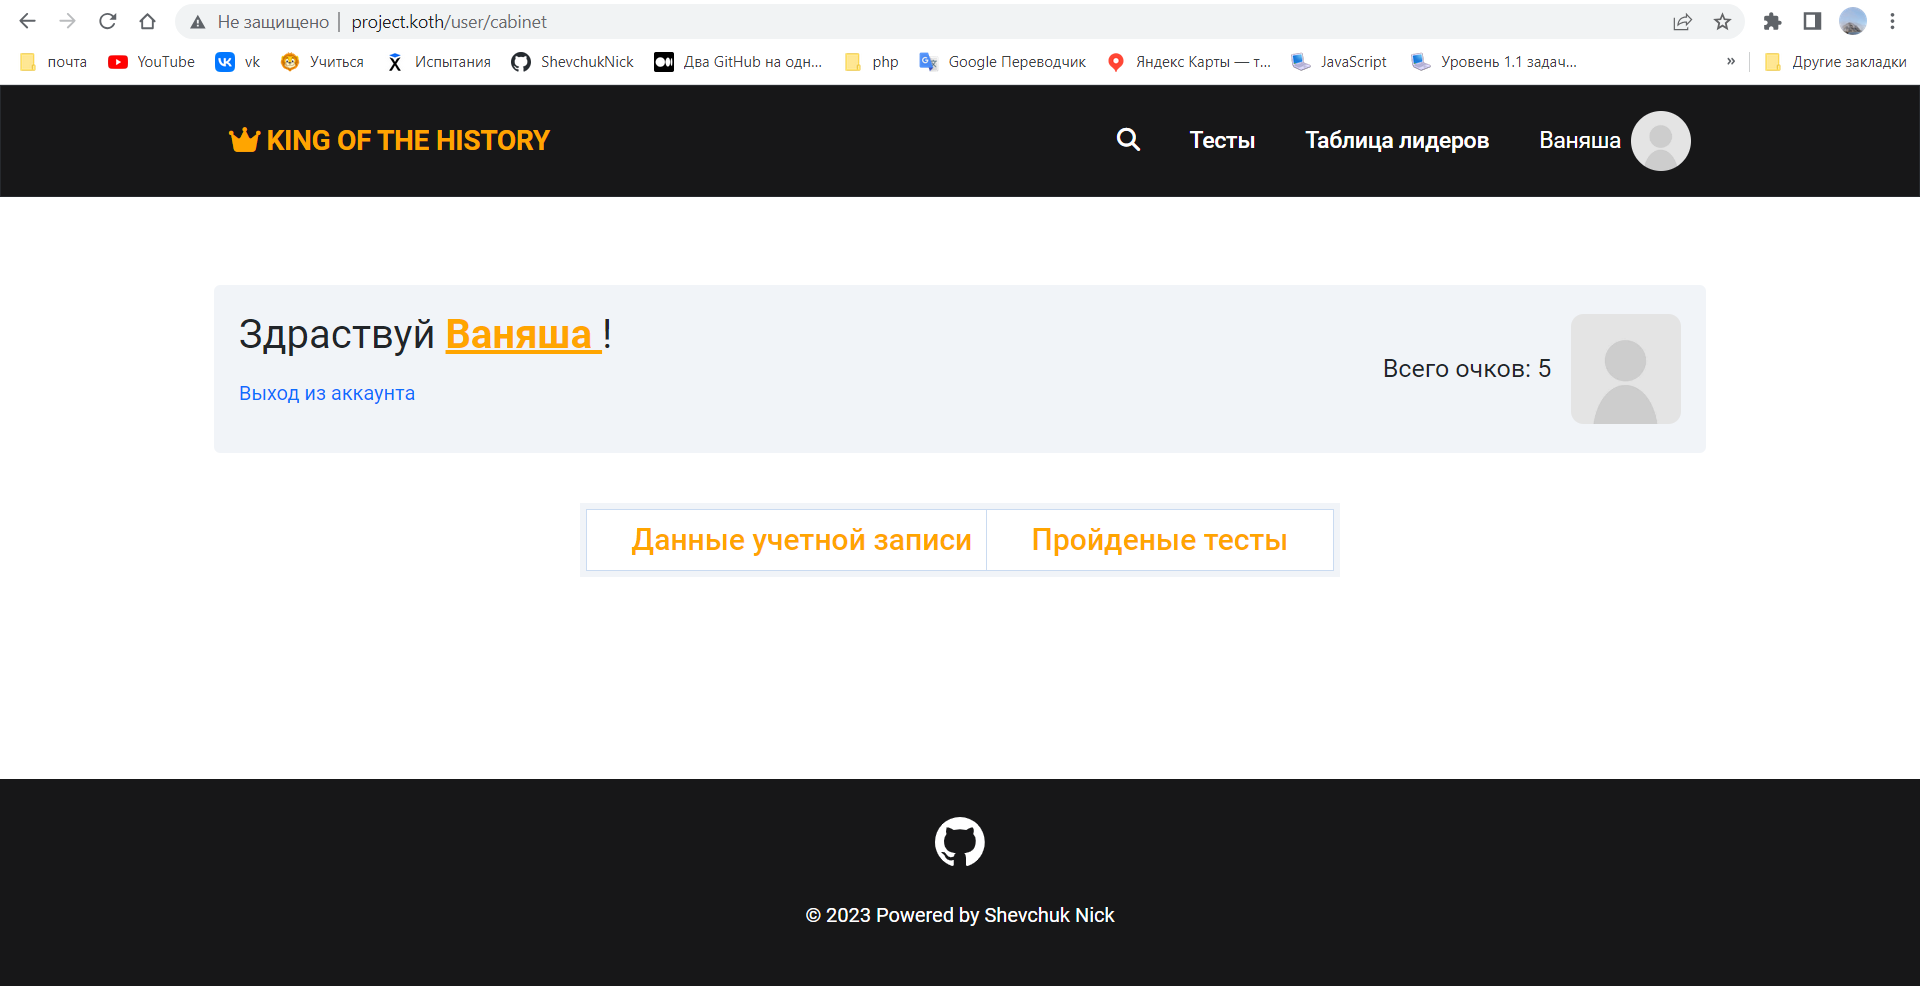 Не защищено | project.koth/user/cabinet
почта YouTube vk Учиться Испытания ShevchukNick Два GitHub на одн... php Google Переводчик Яндекс Карты — т... JavaScript Уровень 1.1 задач... » Другие закладки
KING OF THE HISTORY Тесты Таблица лидеров Ваняша
Здраствуй Ваняша !
Всего очков: 5
Выход из аккаунта
Данные учетной записи Пройденые тесты
© 2023 Powered by Shevchuk Nick